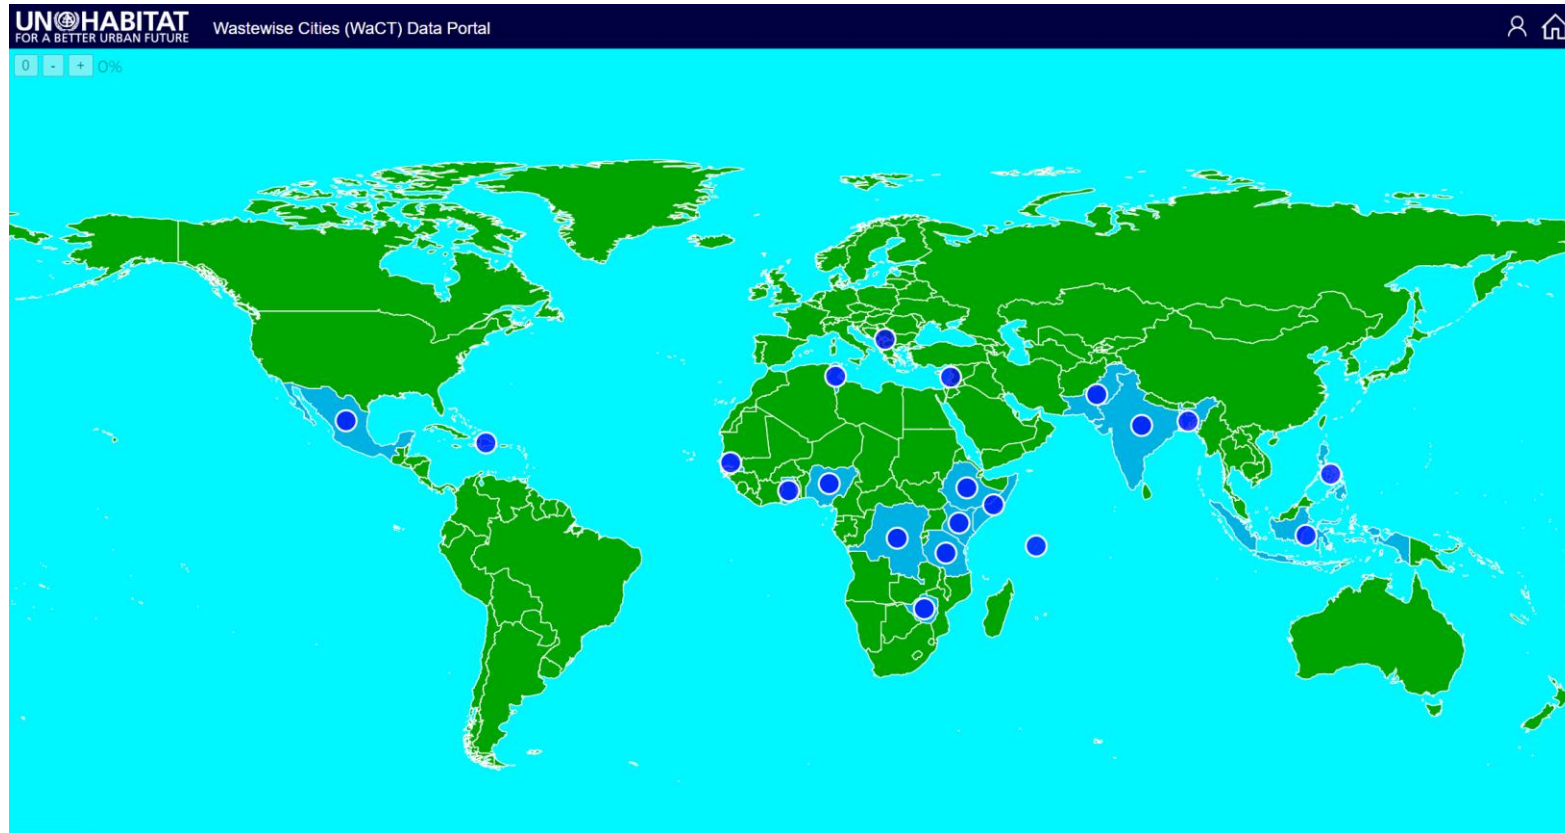 UN HABITAT
FOR A BETTER URBAN FUTURE
Wastewise Cities (WaCT) Data Portal
0 - + 0%